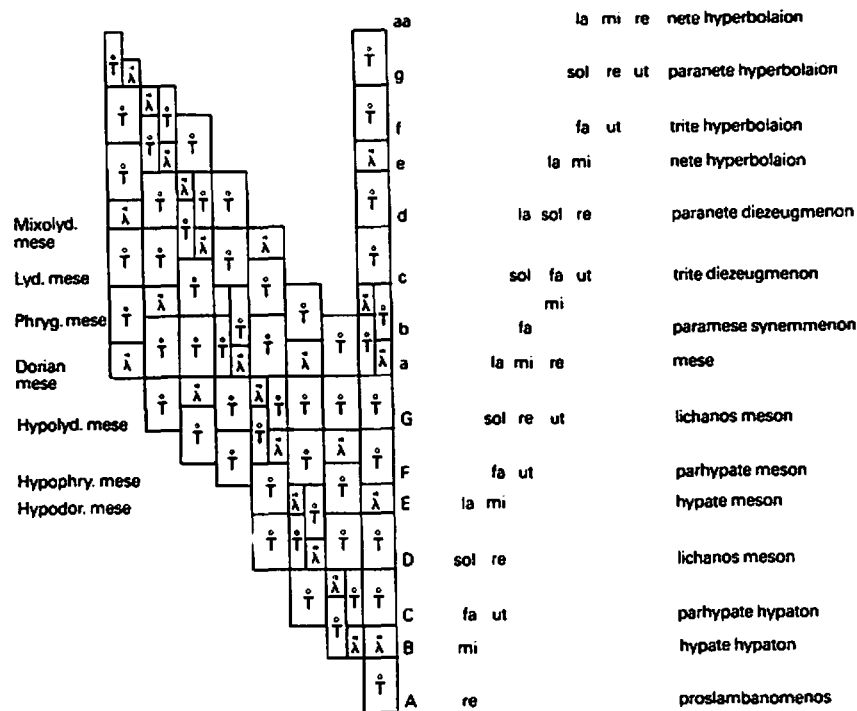 aa la mi re nete hyperbolaion
g sol re ut paranete hyperbolaion
f fa ut trite hyperbolaion
e la mi nete hyperbolaion
d la sol re paranete diezeugmenon
Mixolyd. mese
c sol fa ut trite diezeugmenon
Lyd. mese
mi
Phryg. mese b fa paramese synemmenon
Dorian mese a la mi re mese
Hypolyd. mese G sol re ut lichanos meson
F fa ut parhypate meson
Hypophry. mese
Hypodor. mese E la mi hypate meson
D sol re lichanos meson
C fa ut parhypate hypaton
B mi hypate hypaton
A re proslambanomenos